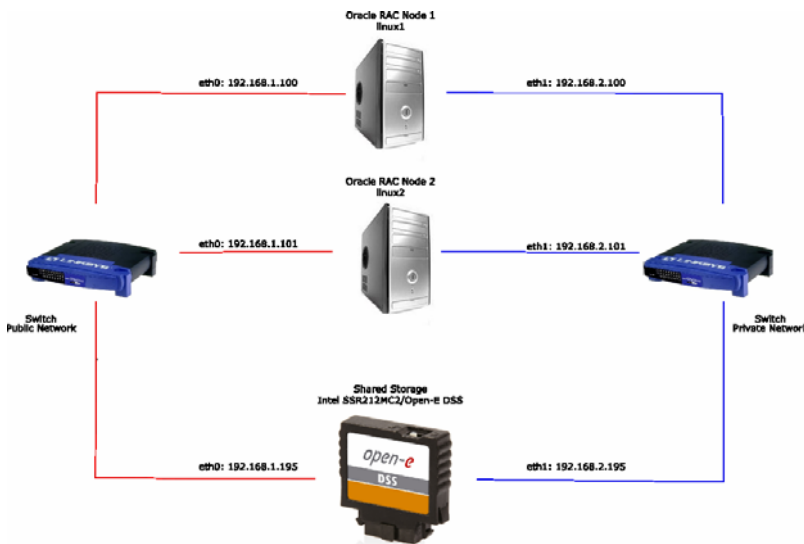 Oracle RAC Node 1
linux1
eth0: 192.168.1.100
eth1: 192.168.2.100
Oracle RAC Node 2
linux2
eth0: 192.168.1.101
eth1: 192.168.2.101
LINKSYS
LINKSYS
Switch
Public Network
Switch
Private Network
Shared Storage
Intel SSR212MC2/Open-E DSS
open-e
DSS
eth0: 192.168.1.195
eth1: 192.168.2.195